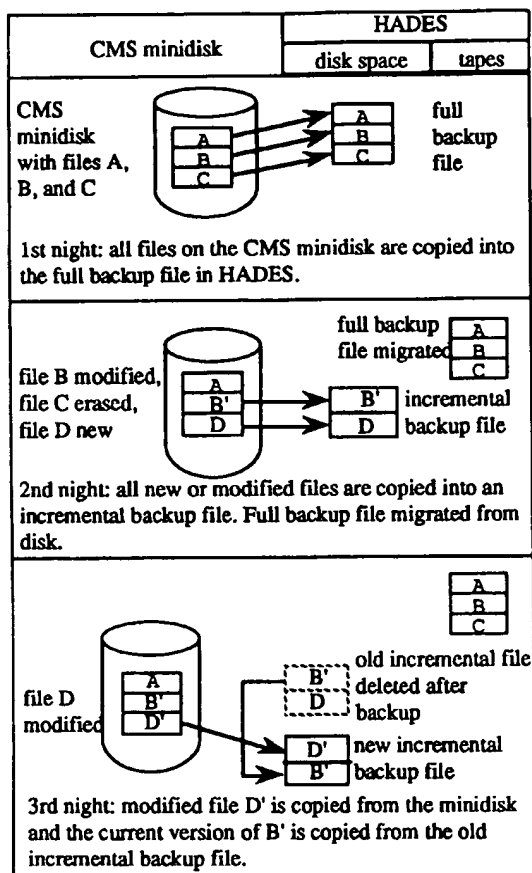 CMS minidisk
HADES
disk space
tapes
CMS
minidisk
with files A,
B, and C
A
B
C
A
B
C
full
backup
file
1st night: all files on the CMS minidisk are copied into
the full backup file in HADES.
file B modified,
file C erased,
file D new
A
B'
D
full backup
file migrated
A
B
C
B'
D
incremental
backup file
2nd night: all new or modified files are copied into an
incremental backup file. Full backup file migrated from
disk.
A
B
C
file D
modified
A
B'
D'
B'
D
old incremental file
deleted after
backup
D'
B'
new incremental
backup file
3rd night: modified file D' is copied from the minidisk
and the current version of B' is copied from the old
incremental backup file.